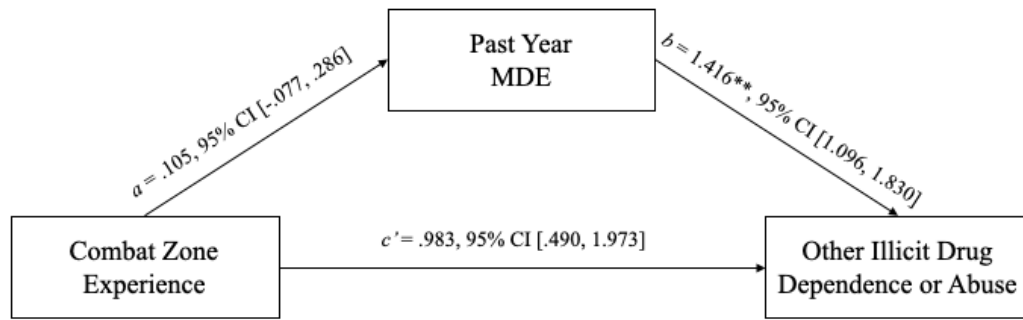 Past Year
MDE
a = .105, 95% CI [-.077, .286]
b = 1.416**, 95% CI [1.096, 1.830]
Combat Zone
Experience
c’= .983, 95% CI [.490, 1.973]
Other Illicit Drug
Dependence or Abuse